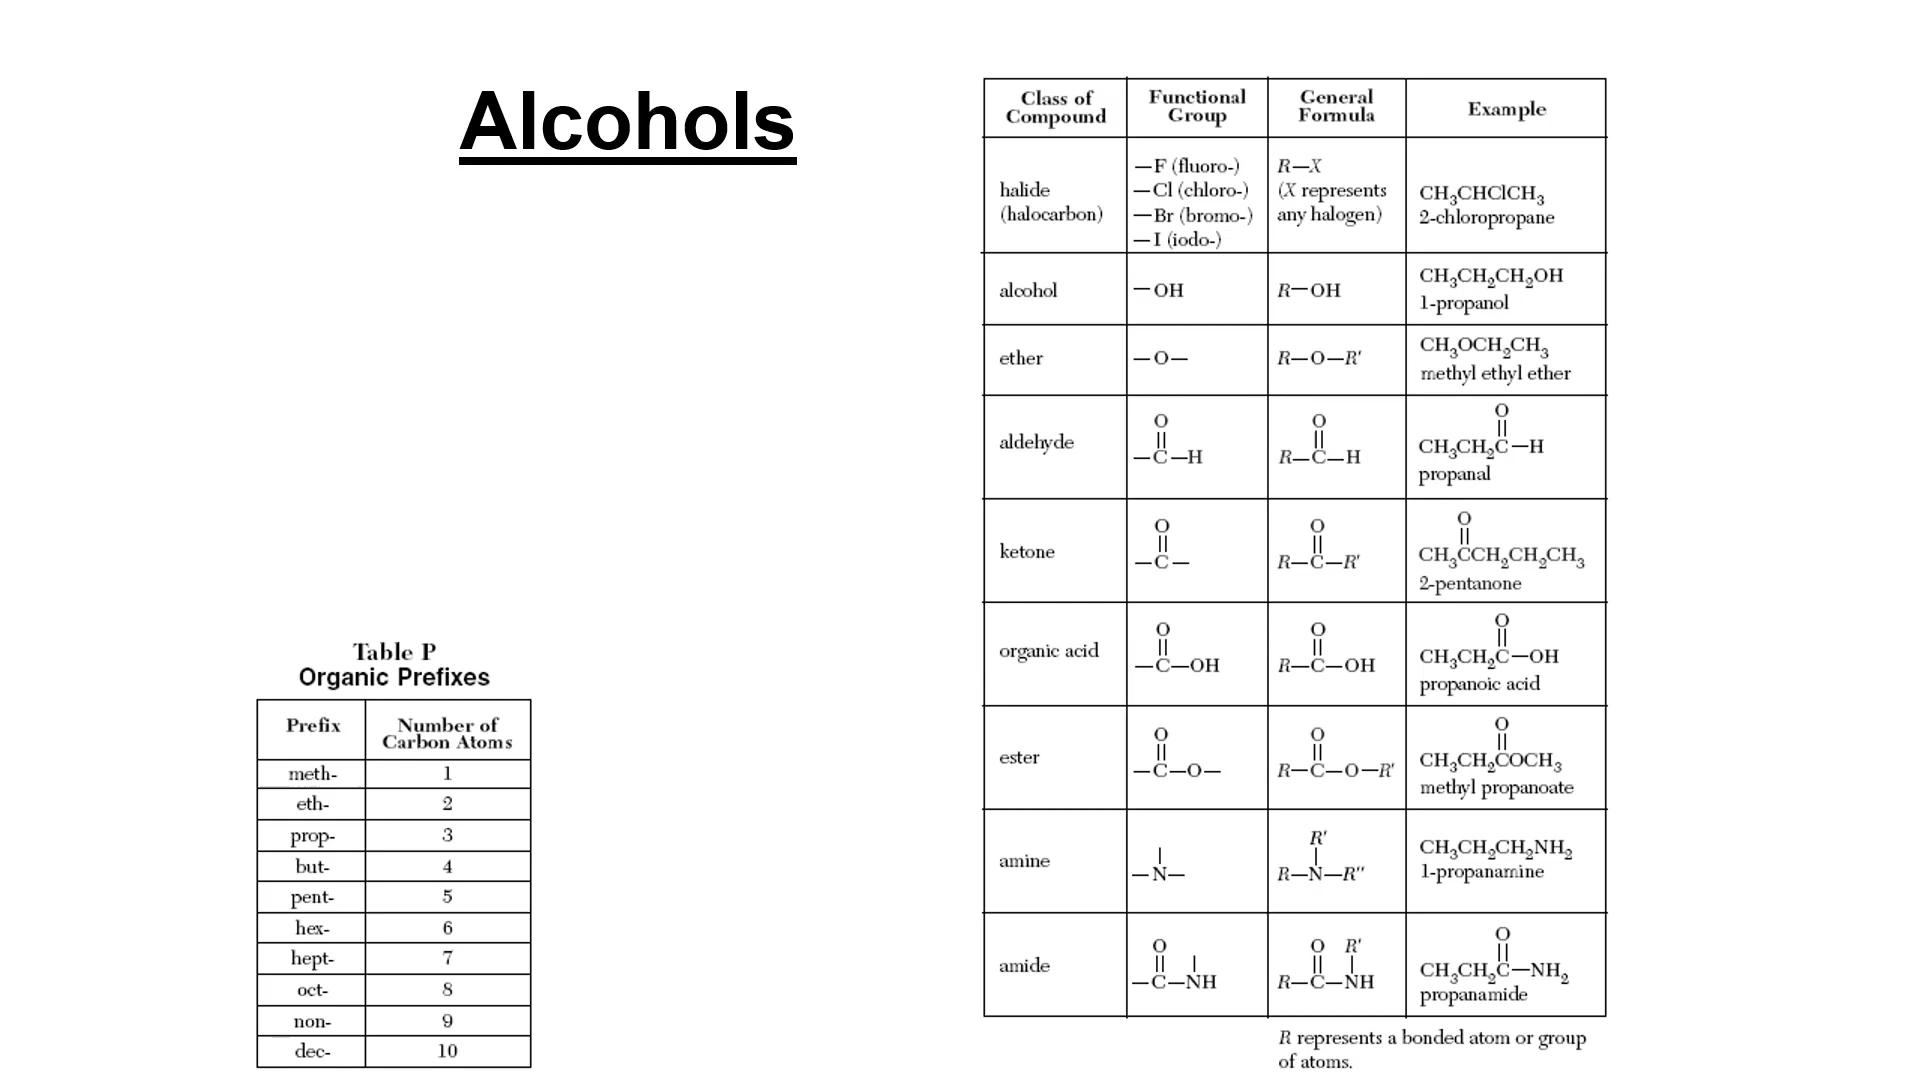 Alcohols
Class of Compound | Functional Group | General Formula | Example
halide (halocarbon) | —F (fluoro-) —Cl (chloro-) —Br (bromo-) —I (iodo-) | R—X (X represents any halogen) | CH₃CHClCH₃ 2-chloropropane
alcohol | —OH | R—OH | CH₃CH₂CH₂OH 1-propanol
ether | —O— | R—O—R′ | CH₃OCH₂CH₃ methyl ethyl ether
aldehyde | O || —C—H | O || R—C—H | O || CH₃CH₂C—H propanal
ketone | O || —C— | O || R—C—R′ | O || CH₃CCH₂CH₂CH₃ 2-pentanone
organic acid | O || —C—OH | O || R—C—OH | O || CH₃CH₂C—OH propanoic acid
ester | O || —C—O— | O || R—C—O—R′ | O || CH₃CH₂COCH₃ methyl propanoate
amine | | —N— | R′ | R—N—R″ | CH₃CH₂CH₂NH₂ 1-propanamine
amide | O || | —C—NH | O R′ || | R—C—NH | O || CH₃CH₂C—NH₂ propanamide
R represents a bonded atom or group
of atoms.
Table P
Organic Prefixes
Prefix | Number of Carbon Atoms
meth- | 1
eth- | 2
prop- | 3
but- | 4
pent- | 5
hex- | 6
hept- | 7
oct- | 8
non- | 9
dec- | 10